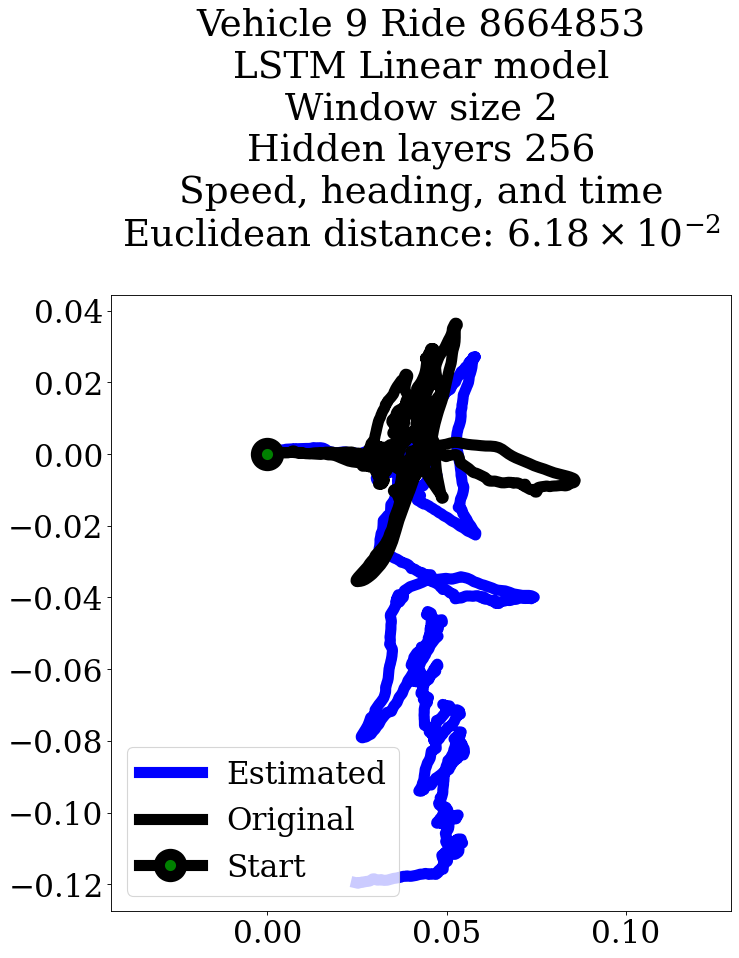 Vehicle 9 Ride 8664853
LSTM Linear model
Window size 2
Hidden layers 256
Speed, heading, and time
Euclidean distance: 6.18 × 10⁻²
0.04
0.02
0.00
−0.02
−0.04
−0.06
−0.08
−0.10
−0.12
Estimated
Original
Start
0.00 0.05 0.10